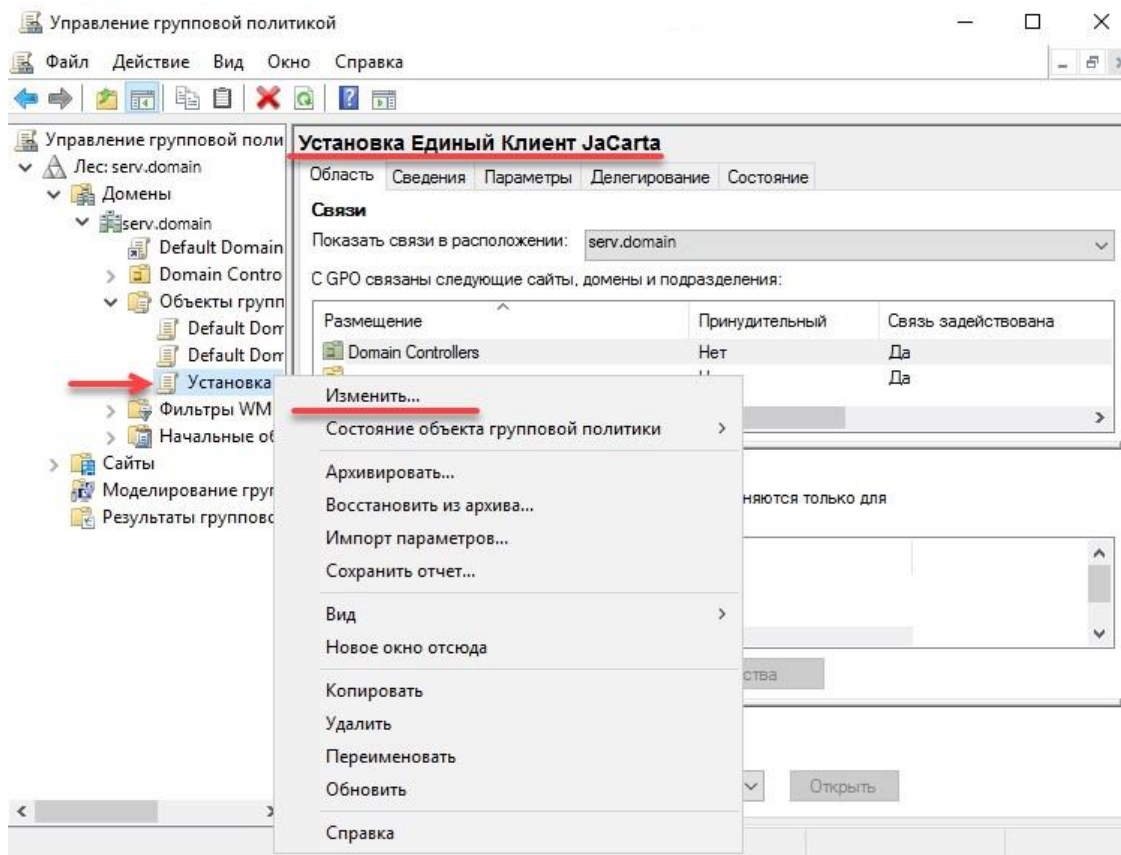 Управление групповой политикой
Файл Действие Вид Окно Справка
Управление групповой поли
Лес: serv.domain
Домены
serv.domain
Default Domain
Domain Contro
Объекты групп
Default Dom
Default Dom
Установка
Фильтры WM
Начальные об
Сайты
Моделирование груп
Результаты группово
Установка Единый Клиент JaCarta
Область Сведения Параметры Делегирование Состояние
Связи
Показать связи в расположении: serv.domain
С GPO связаны следующие сайты, домены и подразделения:
Размещение Принудительный Связь задействована
Domain Controllers Нет Да
Да
Изменить...
Состояние объекта групповой политики
Архивировать...
Восстановить из архива...
Импорт параметров...
Сохранить отчет...
Вид
Новое окно отсюда
Копировать
Удалить
Переименовать
Обновить
Справка
няются только для
ства
Открыть